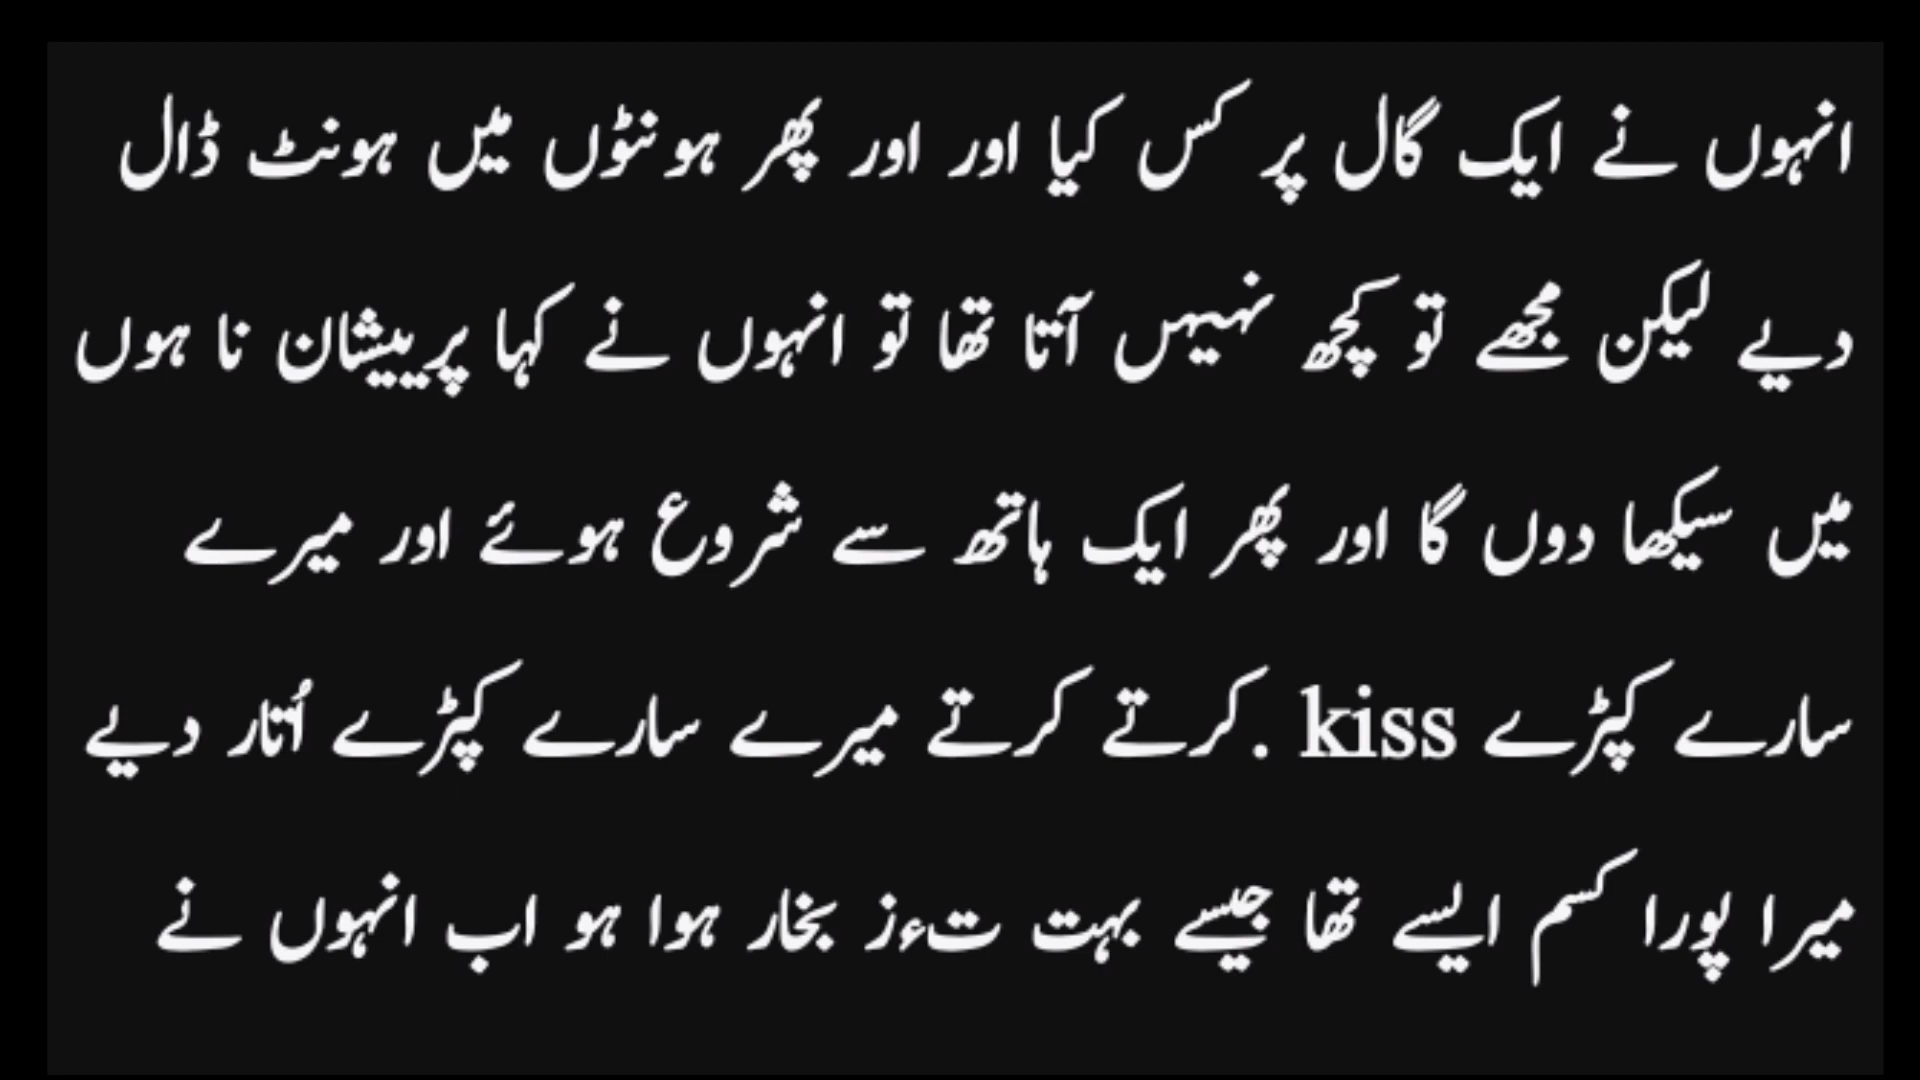 انہوں نے ایک گال پر کس کیا اور اور پھر ہونٹوں میں ہونٹ ڈال
دیے لیکن مجھے تو کچھ نہیں آتا تھا تو انہوں نے کہا پریشان نا ہوں
میں سیکھا دوں گا اور پھر ایک ہاتھ سے شروع ہوئے اور میرے
سارے کپڑے kiss .کرتے کرتے میرے سارے کپڑے اُتار دیے
میرا پورا کسم ایسے تھا جیسے بہت تءز بخار ہوا ہو اب انہوں نے